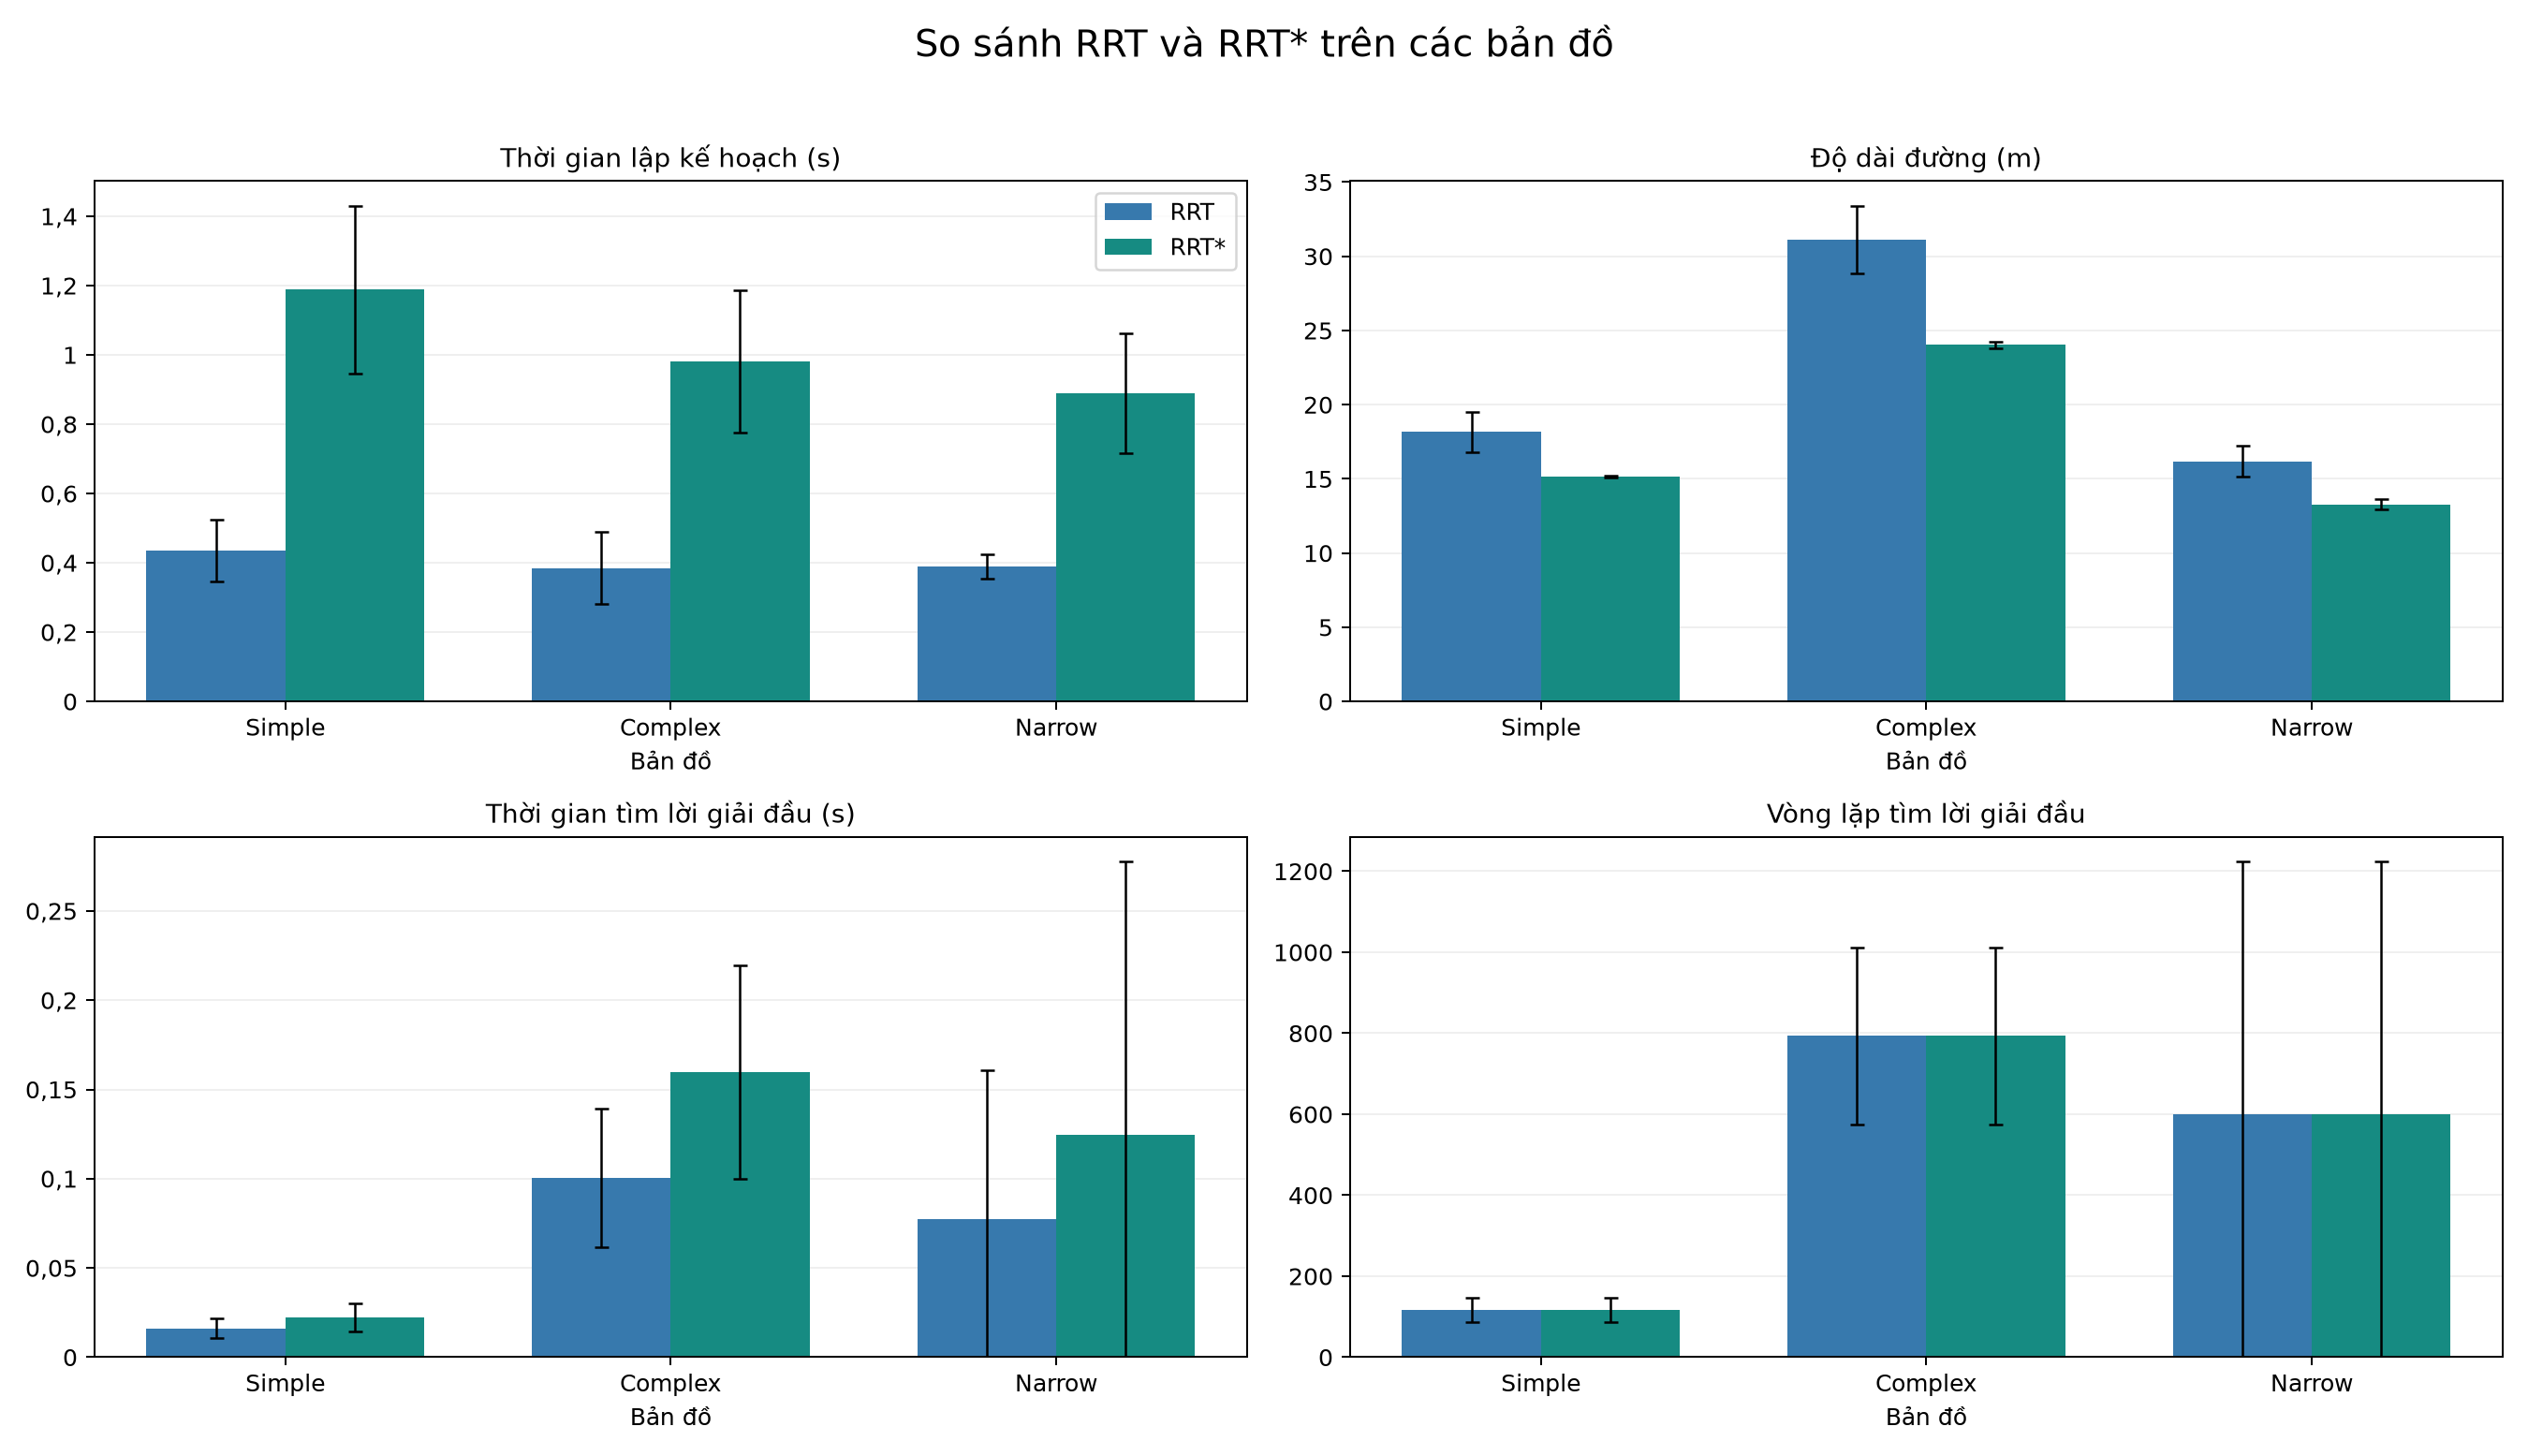 So sánh RRT và RRT* trên các bản đồ
Thời gian lập kế hoạch (s)
1,4
1,2
1
0,8
0,6
0,4
0,2
0
RRT
RRT*
Simple
Complex
Narrow
Bản đồ
Độ dài đường (m)
35
30
25
20
15
10
5
0
Simple
Complex
Narrow
Bản đồ
Thời gian tìm lời giải đầu (s)
0,25
0,2
0,15
0,1
0,05
0
Simple
Complex
Narrow
Bản đồ
Vòng lặp tìm lời giải đầu
1200
1000
800
600
400
200
0
Simple
Complex
Narrow
Bản đồ